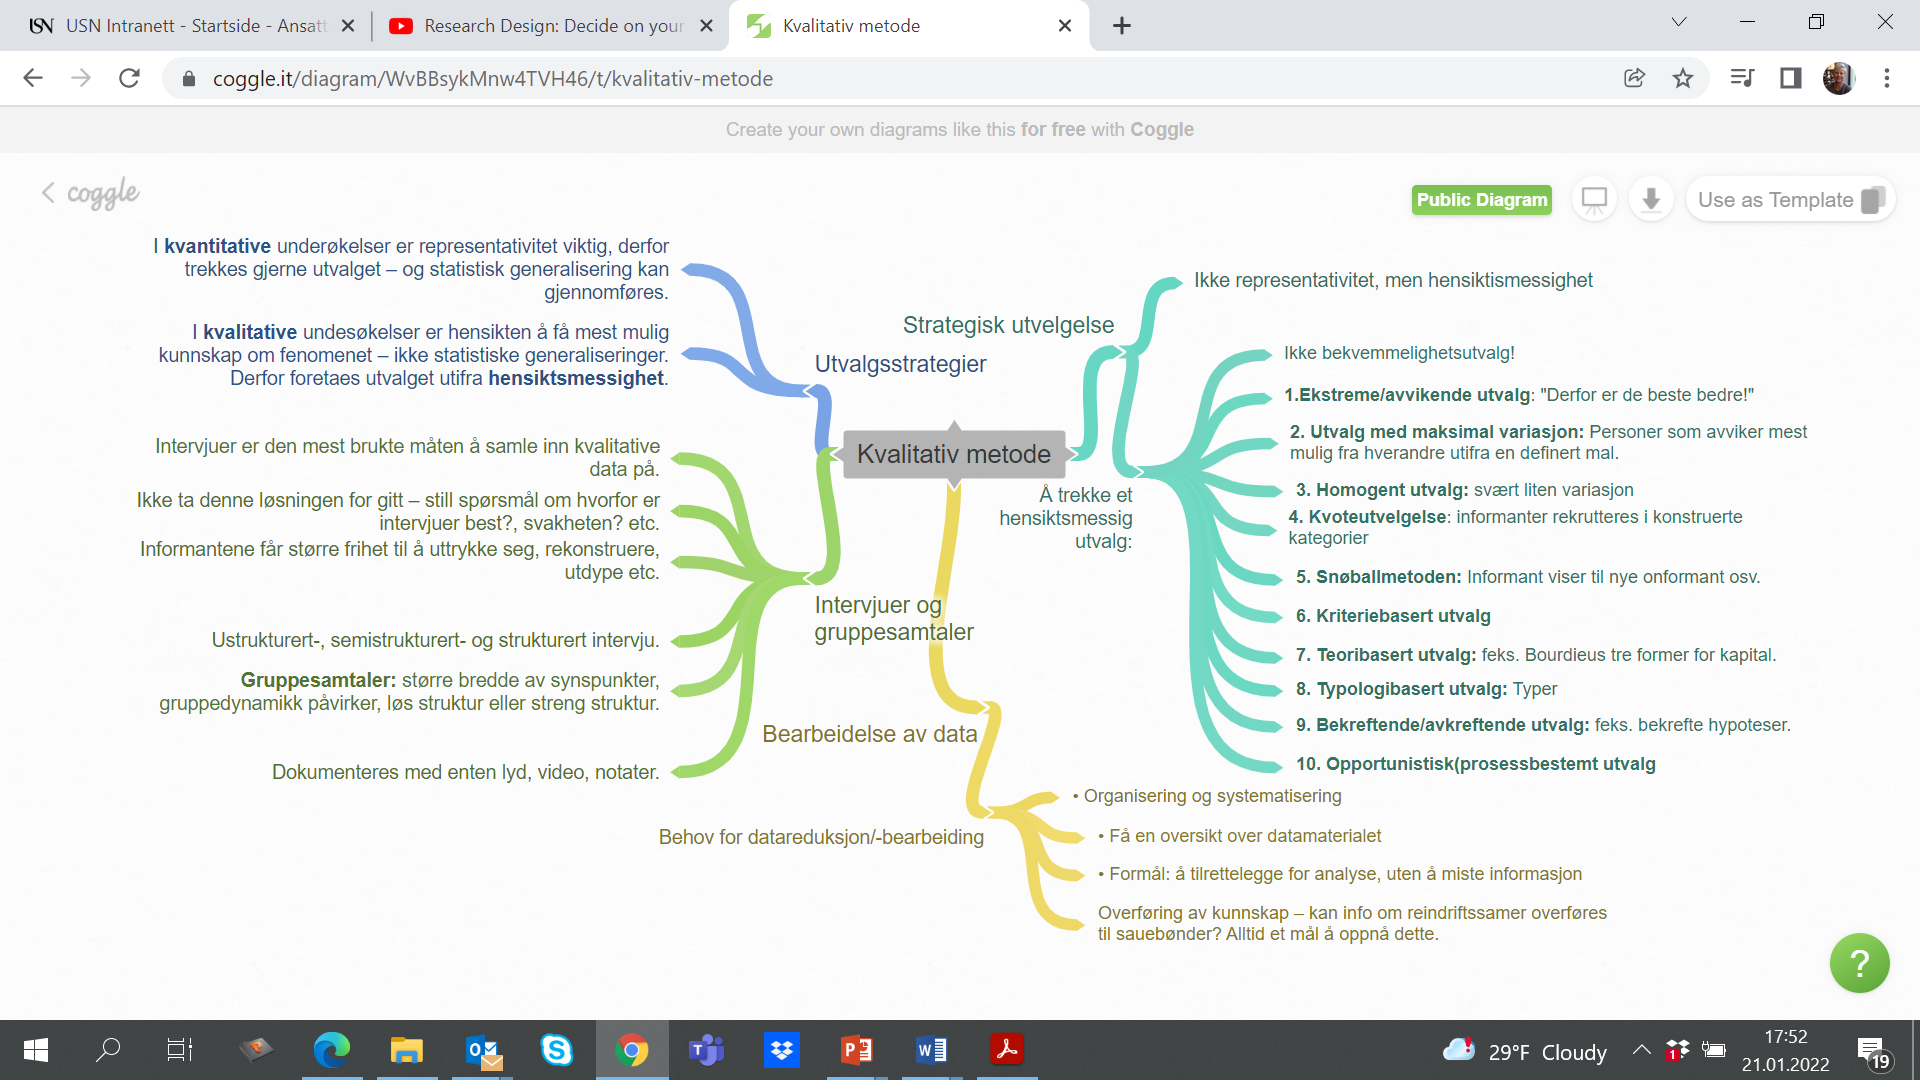 USN USN Intranett - Startside - Ansatt
Research Design: Decide on your
Kvalitativ metode
coggle.it/diagram/WvBBsykMnw4TVH46/t/kvalitativ-metode
Create your own diagrams like this for free with Coggle
coggle
Public Diagram
Use as Template
I kvantitative underøkelser er representativitet viktig, derfor
trekkes gjerne utvalget – og statistisk generalisering kan
gjennomføres.
I kvalitative undesøkelser er hensikten å få mest mulig
kunnskap om fenomenet – ikke statistiske generaliseringer.
Derfor foretaes utvalget utifra hensiktsmessighet.
Utvalgsstrategier
Strategisk utvelgelse
Ikke representativitet, men hensiktismessighet
Ikke bekvemmelighetsutvalg!
1.Ekstreme/avvikende utvalg: "Derfor er de beste bedre!"
2. Utvalg med maksimal variasjon: Personer som avviker mest
mulig fra hverandre utifra en definert mal.
3. Homogent utvalg: svært liten variasjon
4. Kvoteutvelgelse: informanter rekrutteres i konstruerte
kategorier
5. Snøballmetoden: Informant viser til nye onformant osv.
6. Kriteriebasert utvalg
7. Teoribasert utvalg: feks. Bourdieus tre former for kapital.
8. Typologibasert utvalg: Typer
9. Bekreftende/avkreftende utvalg: feks. bekrefte hypoteser.
10. Opportunistisk(prosessbestemt utvalg
Kvalitativ metode
Å trekke et
hensiktsmessig
utvalg:
Intervjuer er den mest brukte måten å samle inn kvalitative
data på.
Ikke ta denne løsningen for gitt – still spørsmål om hvorfor er
intervjuer best?, svakheten? etc.
Informantene får større frihet til å uttrykke seg, rekonstruere,
utdype etc.
Intervjuer og
gruppesamtaler
Ustrukturert-, semistrukturert- og strukturert intervju.
Gruppesamtaler: større bredde av synspunkter,
gruppedynamikk påvirker, løs struktur eller streng struktur.
Dokumenteres med enten lyd, video, notater.
Bearbeidelse av data
Behov for datareduksjon/-bearbeiding
• Organisering og systematisering
• Få en oversikt over datamaterialet
• Formål: å tilrettelegge for analyse, uten å miste informasjon
Overføring av kunnskap – kan info om reindriftssamer overføres
til sauebønder? Alltid et mål å oppnå dette.
?
29°F Cloudy
1
17:52
21.01.2022
19